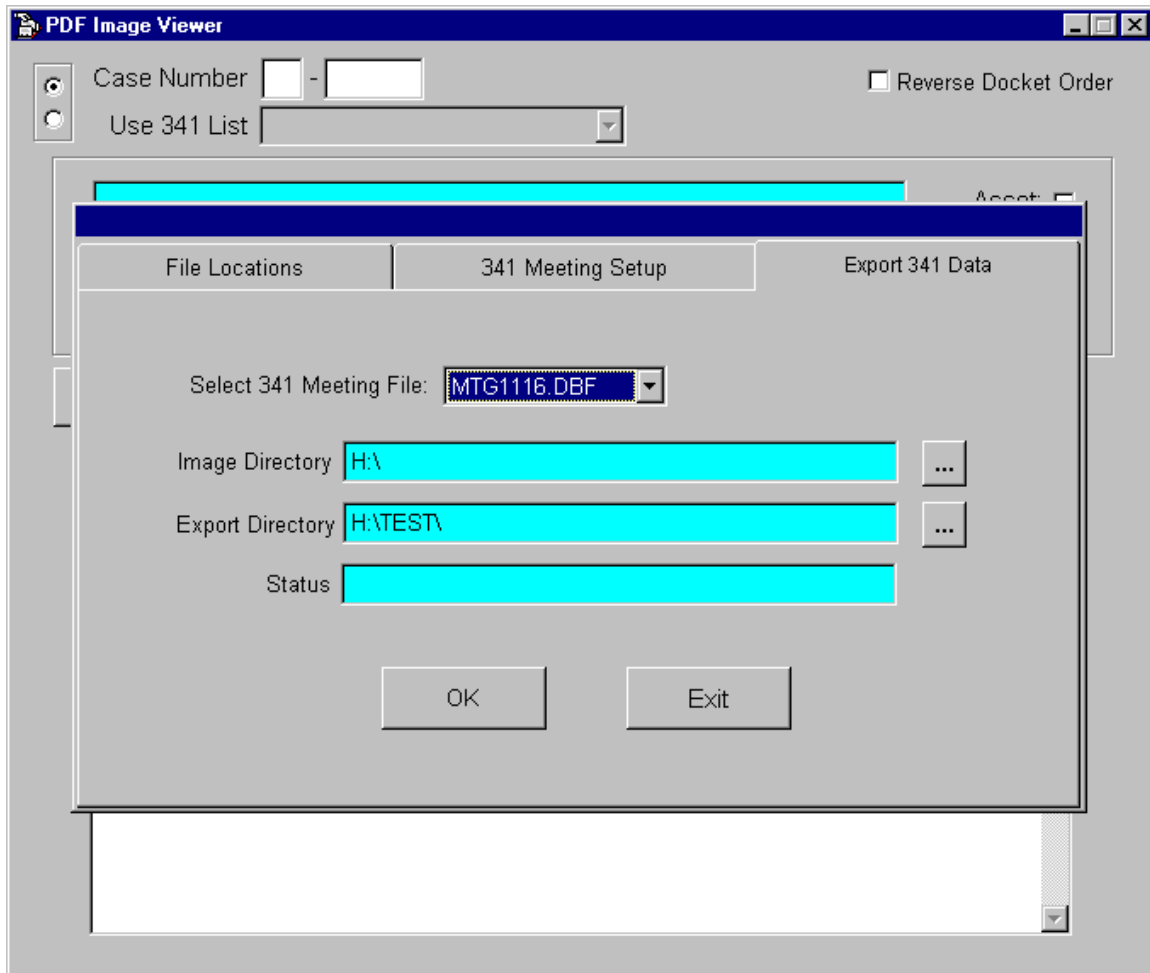 PDF Image Viewer
Case Number -
Reverse Docket Order
Use 341 List
Asset:
File Locations 341 Meeting Setup Export 341 Data
Select 341 Meeting File: MTG1116.DBF
Image Directory H:\ ...
Export Directory H:\TEST\ ...
Status
OK Exit